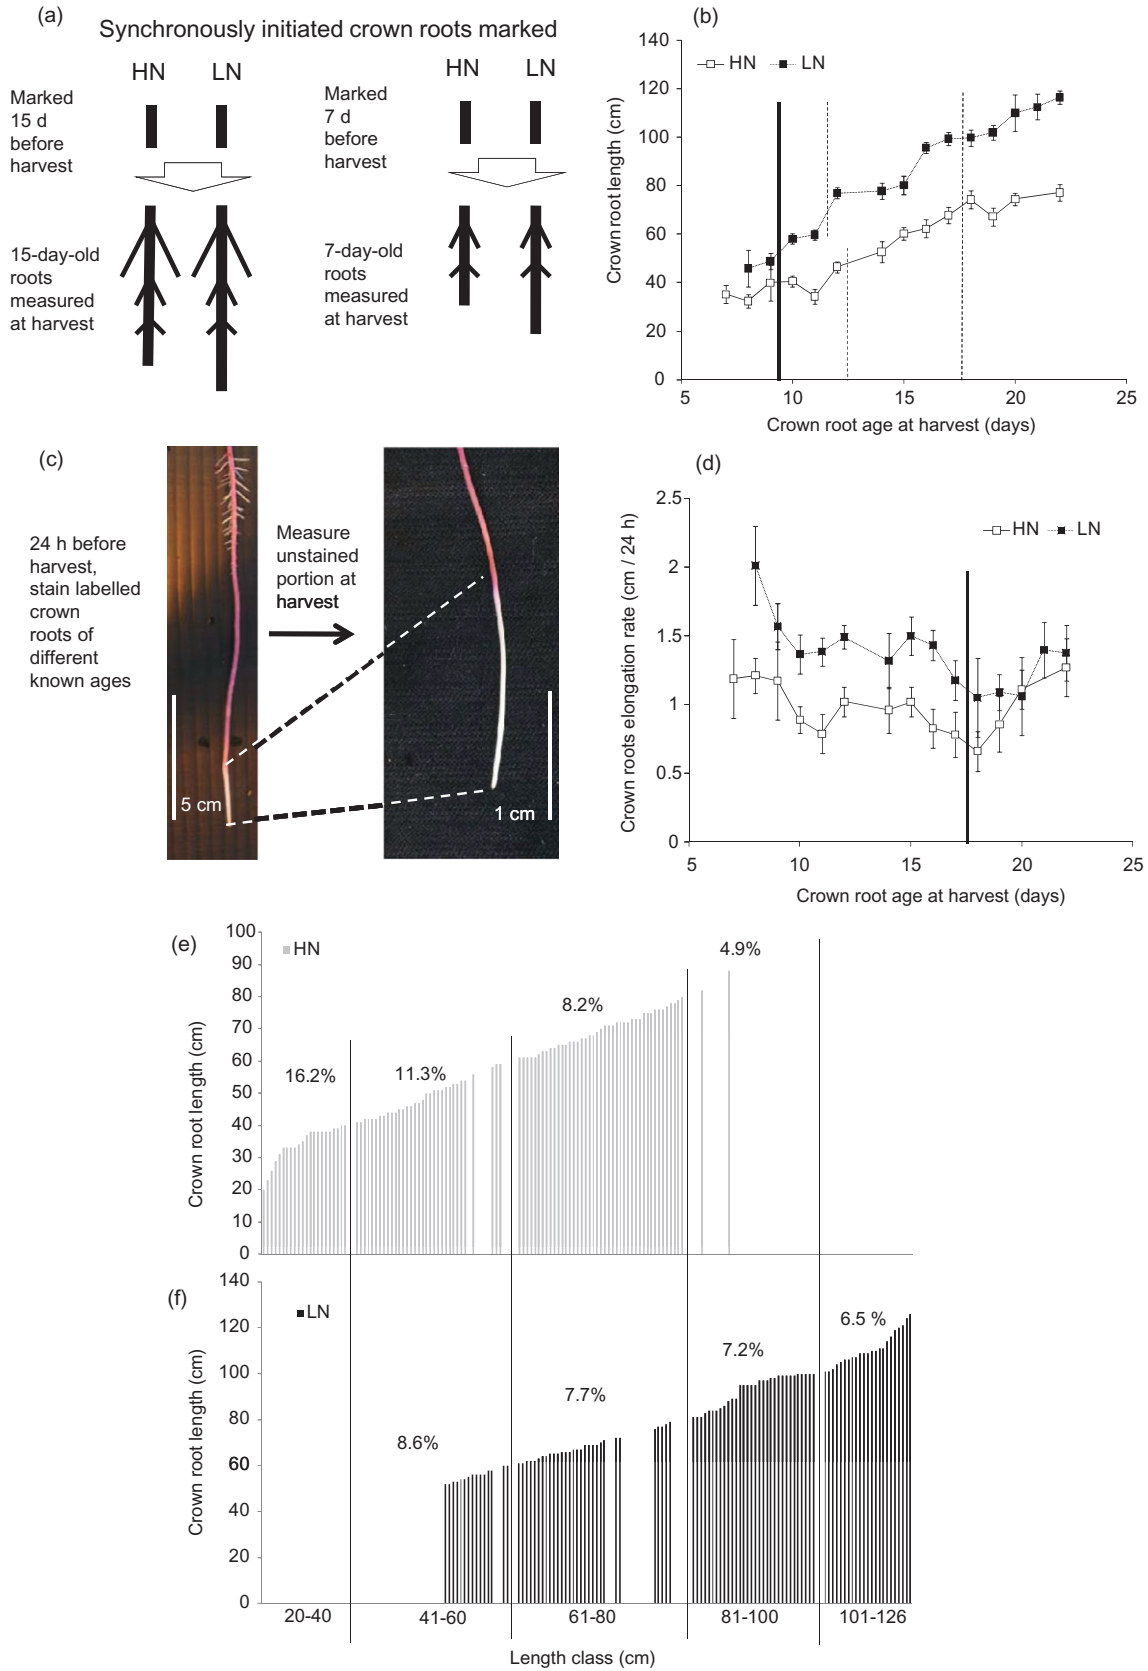 (a)
Synchronously initiated crown roots marked
HN LN
HN LN
Marked
15 d
before
harvest
Marked
7 d
before
harvest
15-day-old
roots
measured
at harvest
7-day-old
roots
measured
at harvest
(b)
140
120
100
80
60
40
20
0
Crown root length (cm)
HN LN
5 10 15 20 25
Crown root age at harvest (days)
(c)
24 h before
harvest,
stain labelled
crown
roots of
different
known ages
Measure
unstained
portion at
harvest
5 cm
1 cm
(d)
2.5
2
1.5
1
0.5
0
Crown roots elongation rate (cm / 24 h)
HN LN
5 10 15 20 25
Crown root age at harvest (days)
(e)
100
90
80
70
60
50
40
30
20
10
0
Crown root length (cm)
HN
16.2%
11.3%
8.2%
4.9%
(f)
140
120
100
80
60
40
20
0
Crown root length (cm)
LN
8.6%
7.7%
7.2%
6.5 %
20-40 41-60 61-80 81-100 101-126
Length class (cm)